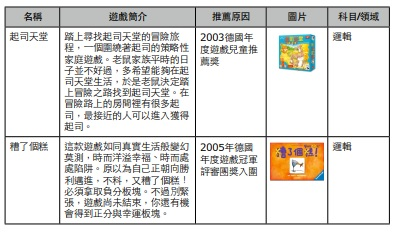 名稱 遊戲簡介 推薦原因 圖片 科目/領域
起司天堂 踏上尋找起司天堂的冒險旅 2003德國年 邏輯
程，一個圍繞著起司的策略性 度遊戲兒童推
家庭遊戲。老鼠家族平時的日 薦獎
子並不好過，多希望能夠在起
司天堂生活，於是老鼠決定踏
上冒險之路找到起司天堂。在
冒險路上的房間裡有很多起
司，最接近的人可以進入獲得
起司。
糟了個糕 這款遊戲如同真實生活般變幻 2005年德國 邏輯
莫測，時而洋溢幸福、時而處 年度遊戲冠軍
處陷阱。原以為自己正朝向勝 評審團獎入圍
利邁進，不料，又糟了個糕！
必須拿取負分板塊。不過別緊
張，遊戲尚未結束，你還有機
會得到正分與幸運板塊。
糟了個糕！